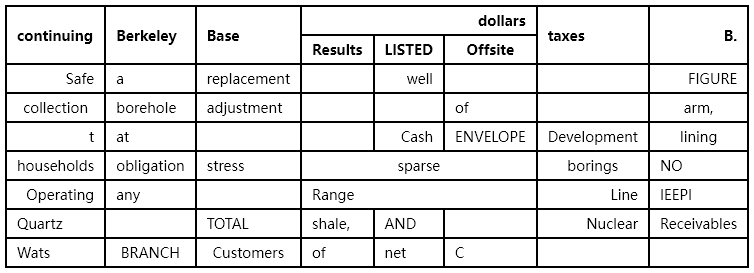 continuing Berkeley Base dollars taxes B.
Results LISTED Offsite
Safe a replacement well FIGURE
collection borehole adjustment of arm,
t at Cash ENVELOPE Development lining
households obligation stress sparse borings NO
Operating any Range Line IEEPI
Quartz TOTAL shale, AND Nuclear Receivables
Wats BRANCH Customers of net C